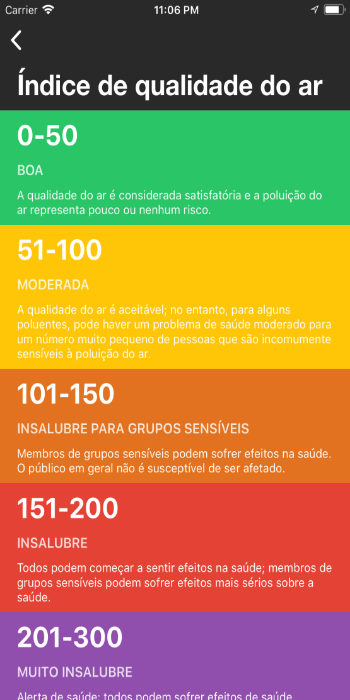 Carrier 11:06 PM
Índice de qualidade do ar
0-50
BOA
A qualidade do ar é considerada satisfatória e a poluição do
ar representa pouco ou nenhum risco.
51-100
MODERADA
A qualidade do ar é aceitável; no entanto, para alguns
poluentes, pode haver um problema de saúde moderado para
um número muito pequeno de pessoas que são incomumente
sensíveis à poluição do ar.
101-150
INSALUBRE PARA GRUPOS SENSÍVEIS
Membros de grupos sensíveis podem sofrer efeitos na saúde.
O público em geral não é susceptível de ser afetado.
151-200
INSALUBRE
Todos podem começar a sentir efeitos na saúde; membros de
grupos sensíveis podem sofrer efeitos mais sérios sobre a
saúde.
201-300
MUITO INSALUBRE
Alerta de saúde: todos podem sofrer efeitos de saúde